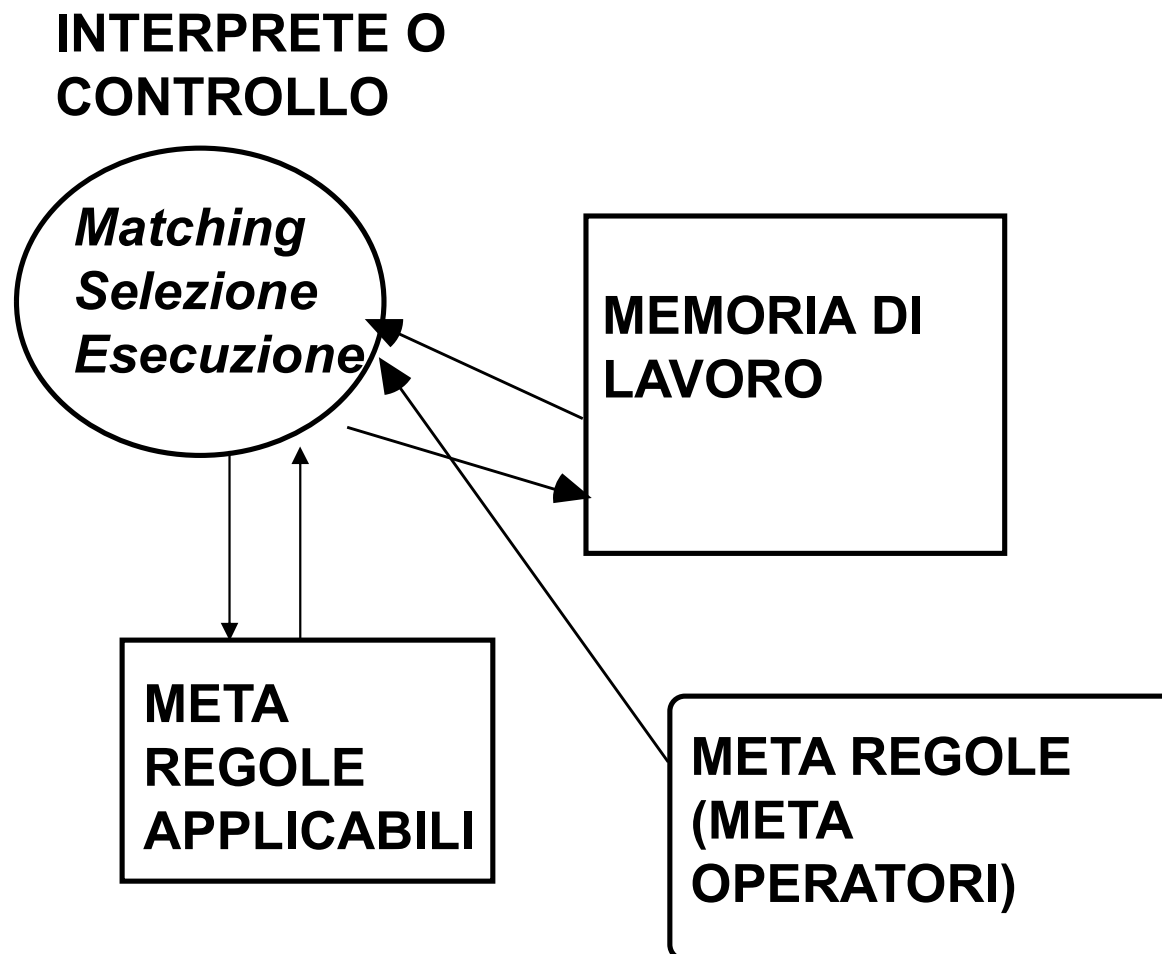 INTERPRETE O
CONTROLLO
Matching
Selezione
Esecuzione
MEMORIA DI
LAVORO
META
REGOLE
APPLICABILI
META REGOLE
(META
OPERATORI)